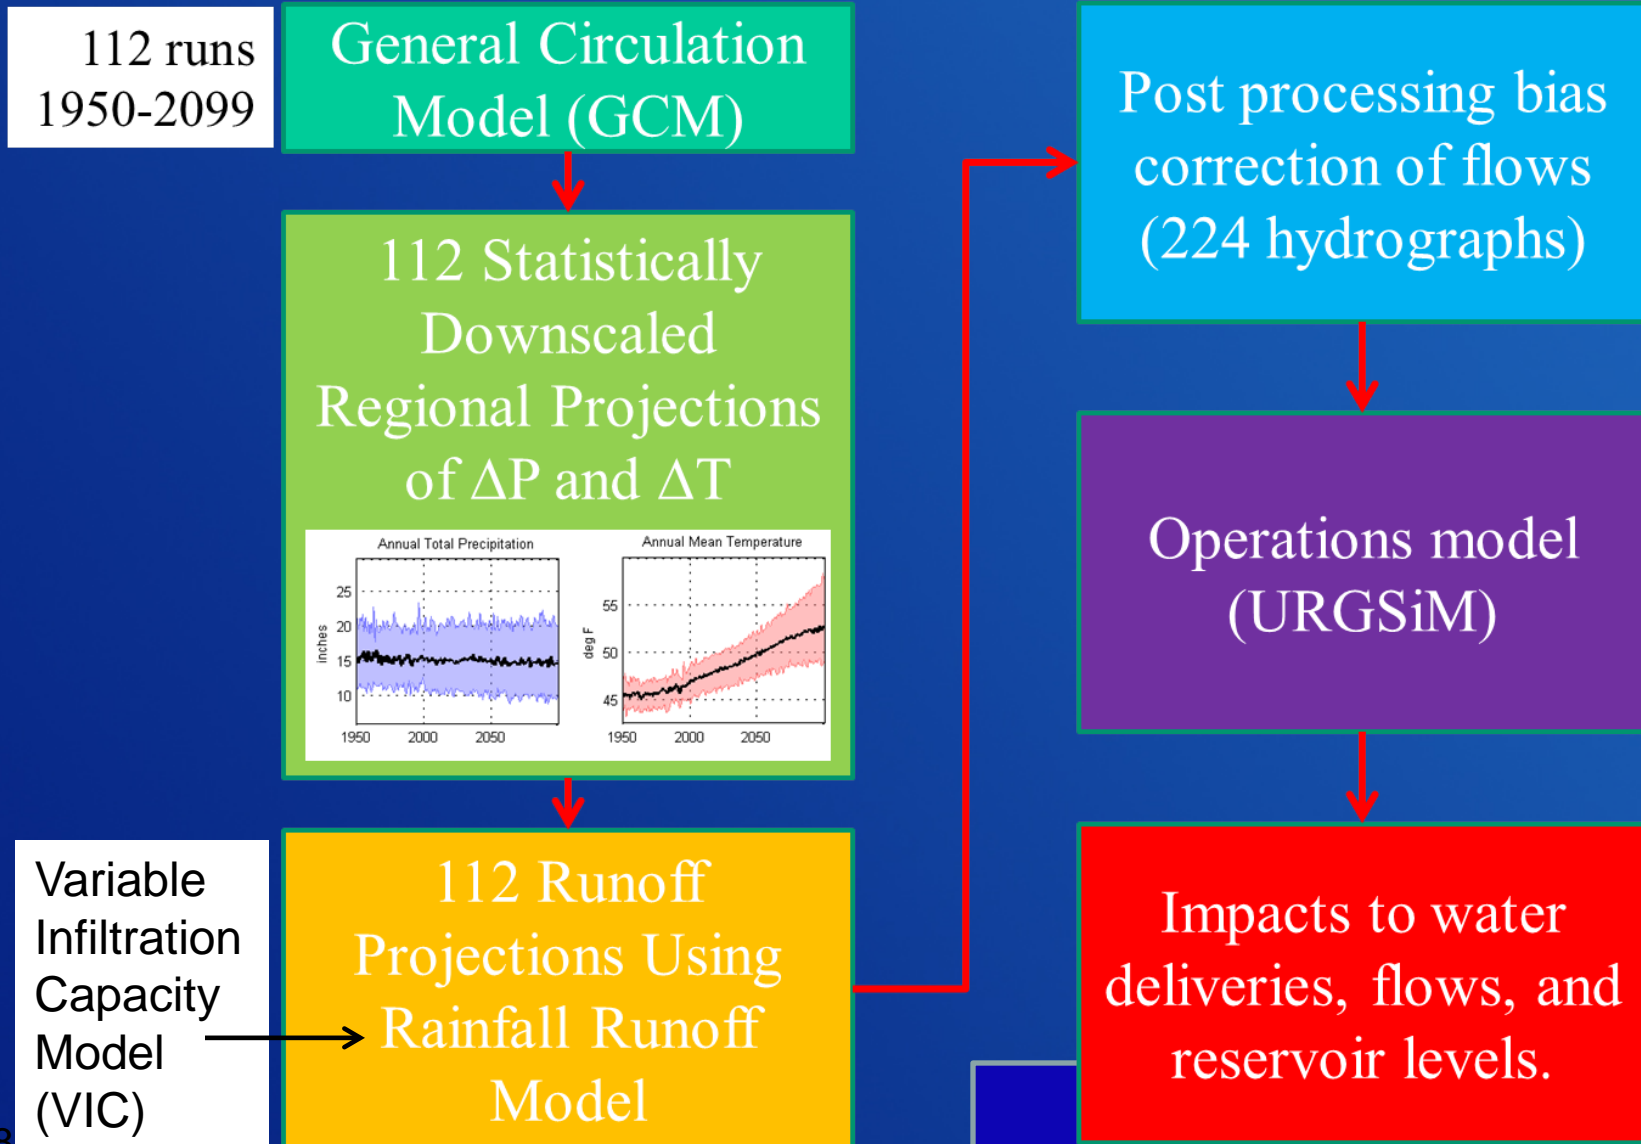 112 runs
1950-2099
General Circulation
Model (GCM)
112 Statistically
Downscaled
Regional Projections
of ΔP and ΔT
Annual Total Precipitation
25
20
15
10
inches
1950 2000 2050
Annual Mean Temperature
55
50
45
deg F
1950 2000 2050
Variable
Infiltration
Capacity
Model
(VIC)
112 Runoff
Projections Using
Rainfall Runoff
Model
Post processing bias
correction of flows
(224 hydrographs)
Operations model
(URGSiM)
Impacts to water
deliveries, flows, and
reservoir levels.